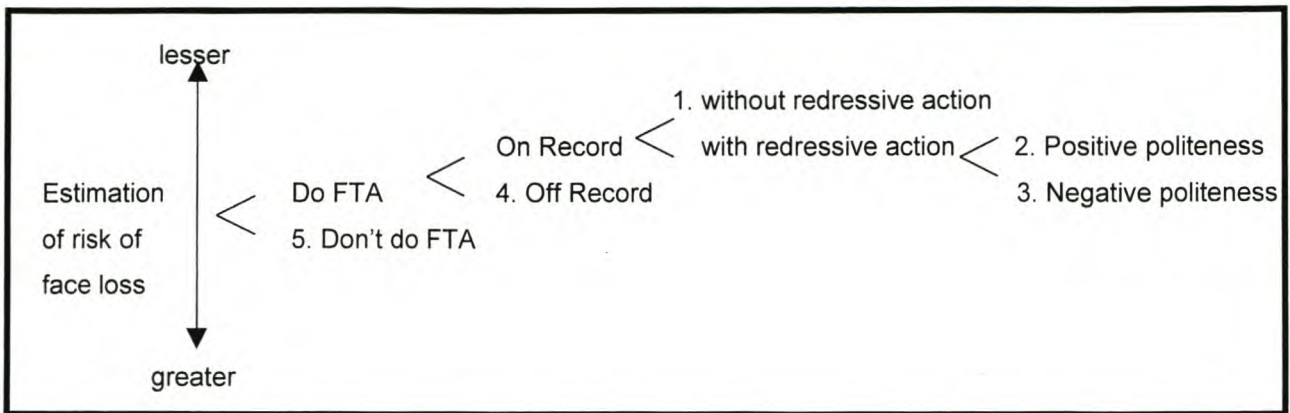 lesser
1. without redressive action
On Record
with redressive action
2. Positive politeness
Estimation
Do FTA
4. Off Record
3. Negative politeness
of risk of
5. Don't do FTA
face loss
greater